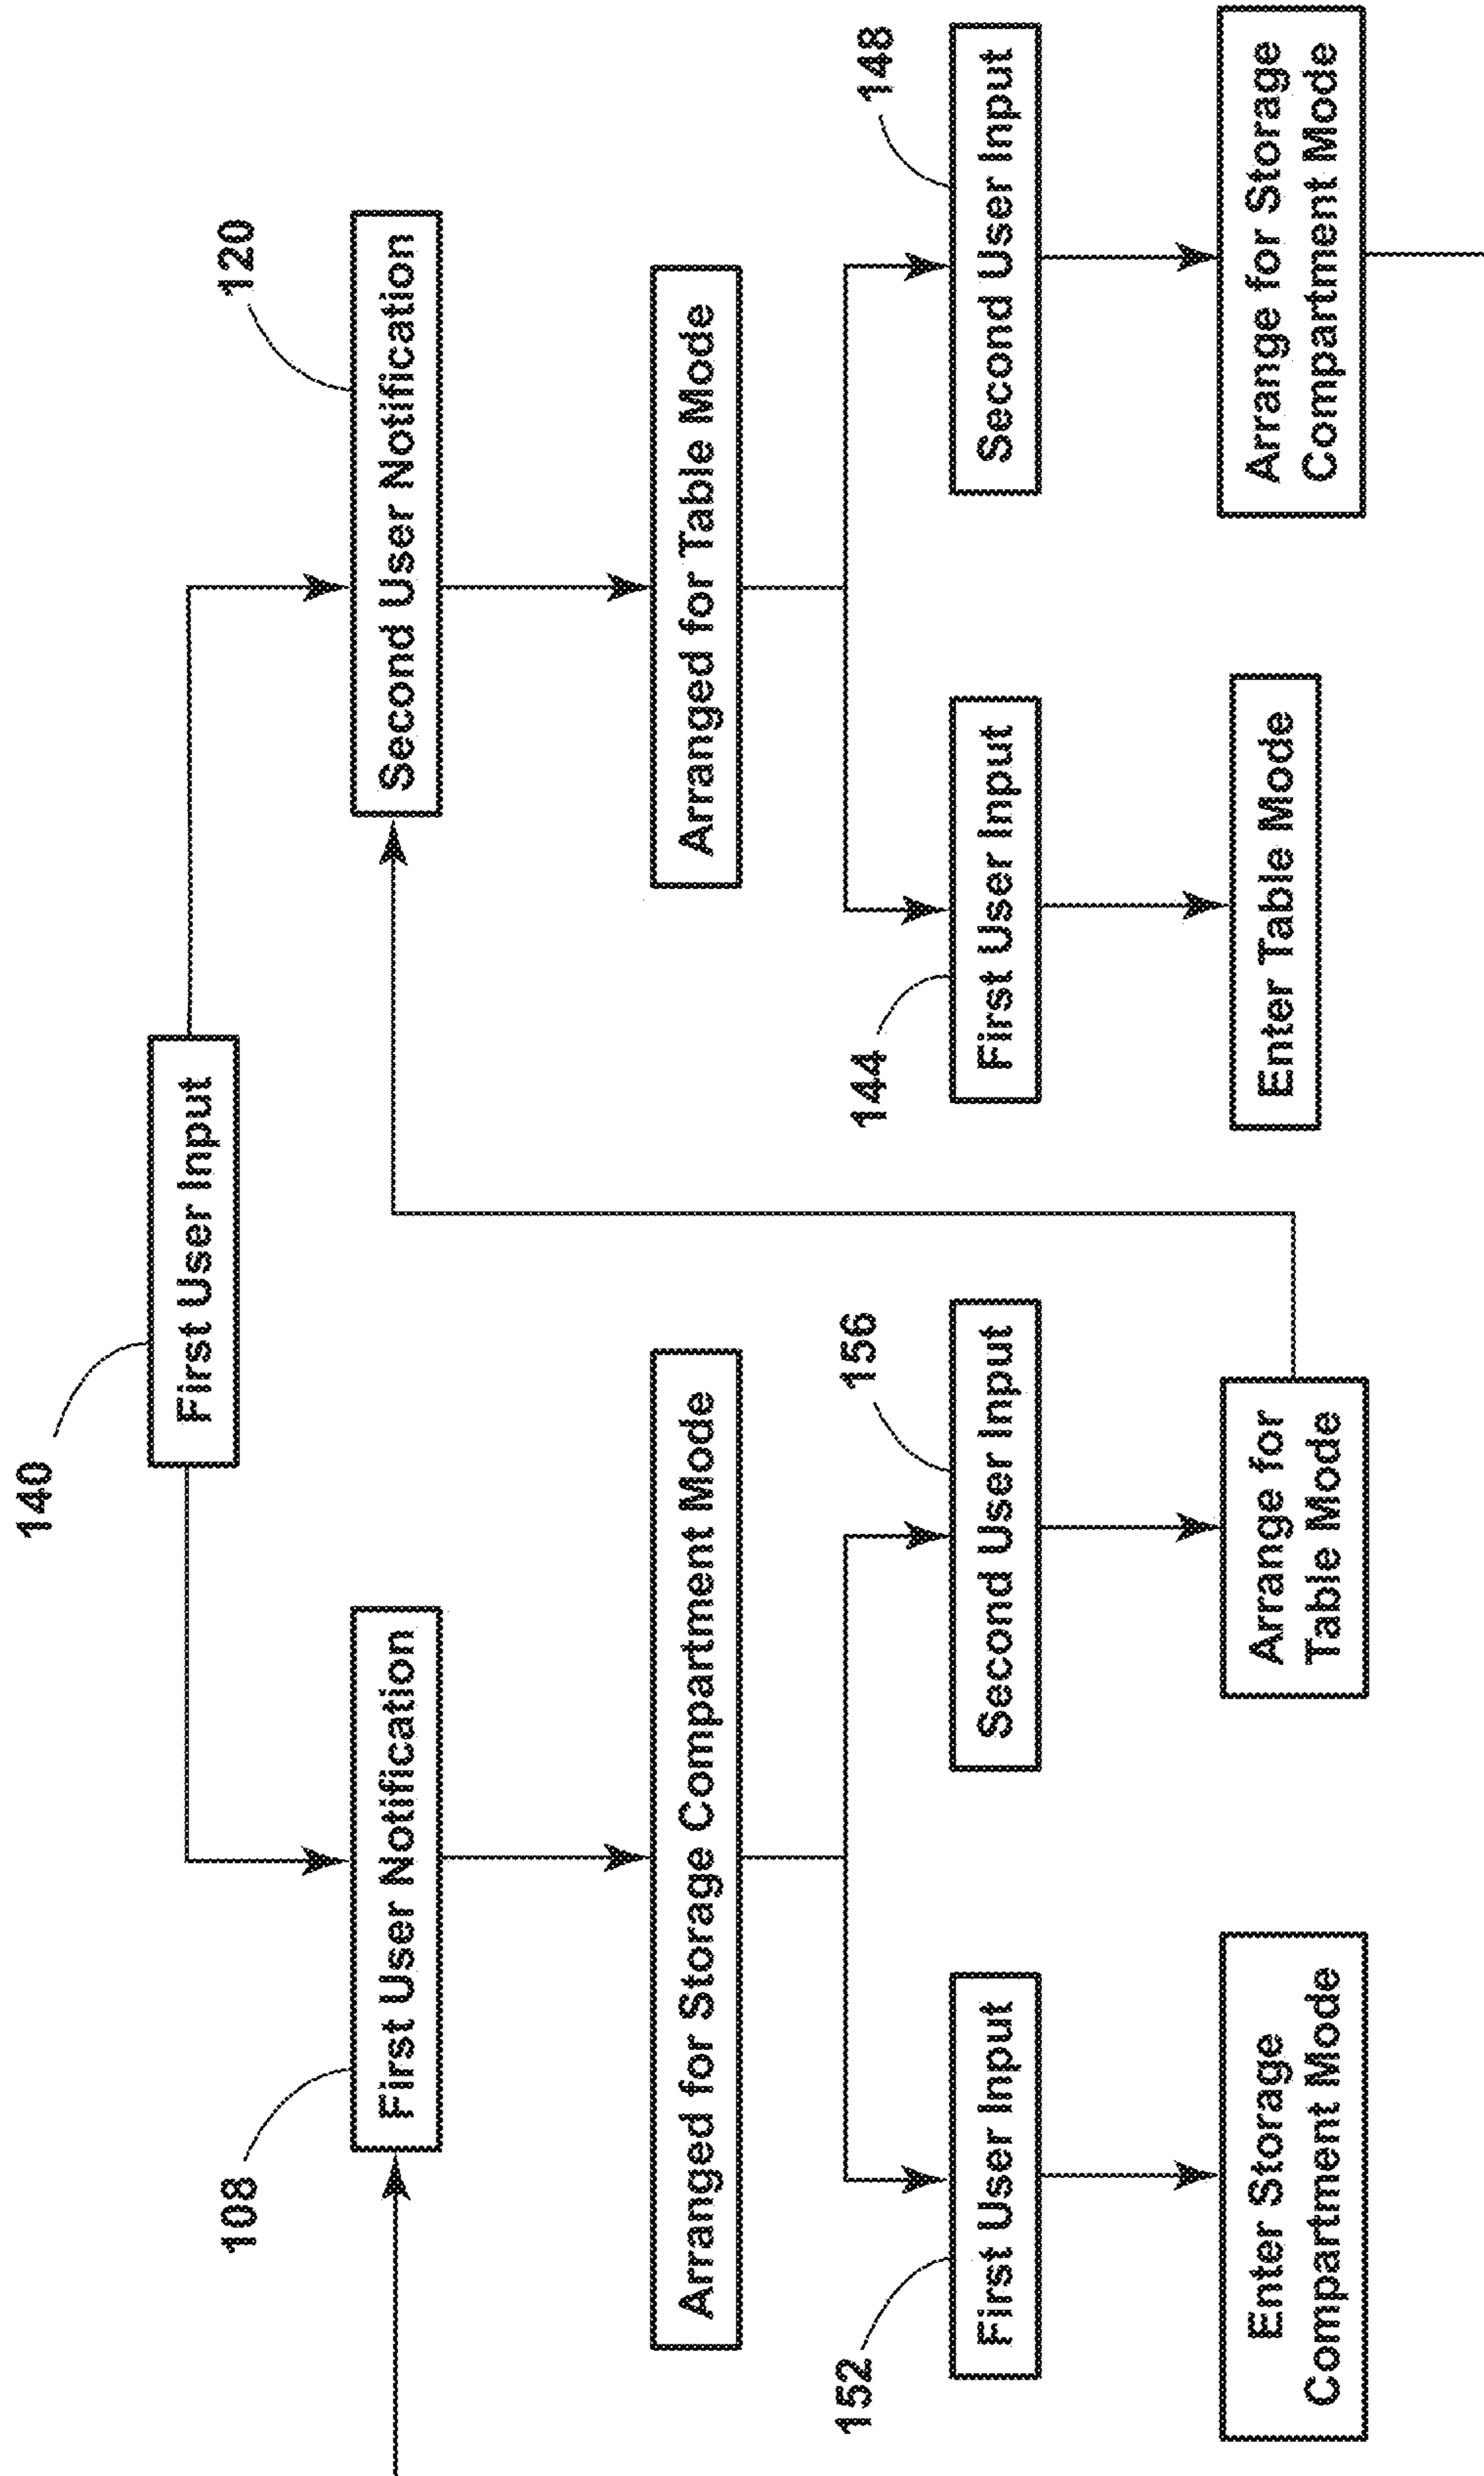 140
First User Input
108
First User Notification
120
Second User Notification
Arranged for Storage Compartment Mode
Arranged for Table Mode
152
First User Input
156
Second User Input
144
First User Input
148
Second User Input
Enter Storage
Compartment Mode
Arrange for
Table Mode
Enter Table Mode
Arrange for Storage
Compartment Mode